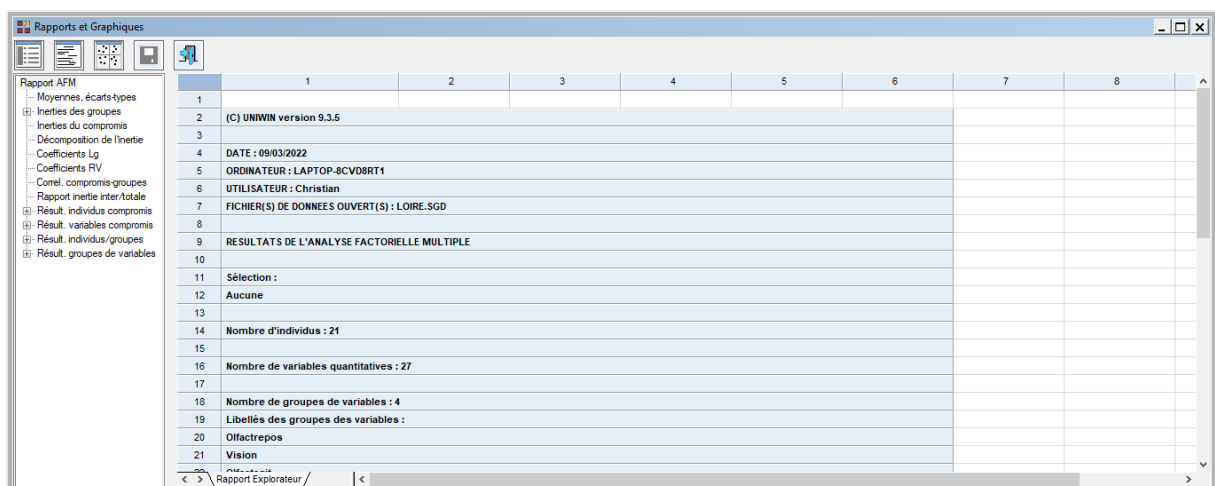 Rapports et Graphiques
Rapport AFM
Moyennes, écarts-types
Inerties des groupes
Inerties du compromis
Décomposition de l'inertie
Coefficients Lg
Coefficients RV
Correl. compromis-groupes
Rapport inertie inter/totale
Résult. individus compromis
Résult. variables compromis
Résult. individus/groupes
Résult. groupes de variables
1 2 3 4 5 6 7 8
1
2 (C) UNIWIN version 9.3.5
3
4 DATE : 09/03/2022
5 ORDINATEUR : LAPTOP-8CVD8RT1
6 UTILISATEUR : Christian
7 FICHIER(S) DE DONNEES OUVERT(S) : LOIRE.SGD
8
9 RESULTATS DE L'ANALYSE FACTORIELLE MULTIPLE
10
11 Sélection :
12 Aucune
13
14 Nombre d'individus : 21
15
16 Nombre de variables quantitatives : 27
17
18 Nombre de groupes de variables : 4
19 Libellés des groupes des variables :
20 Olfactrepos
21 Vision
Rapport Explorateur